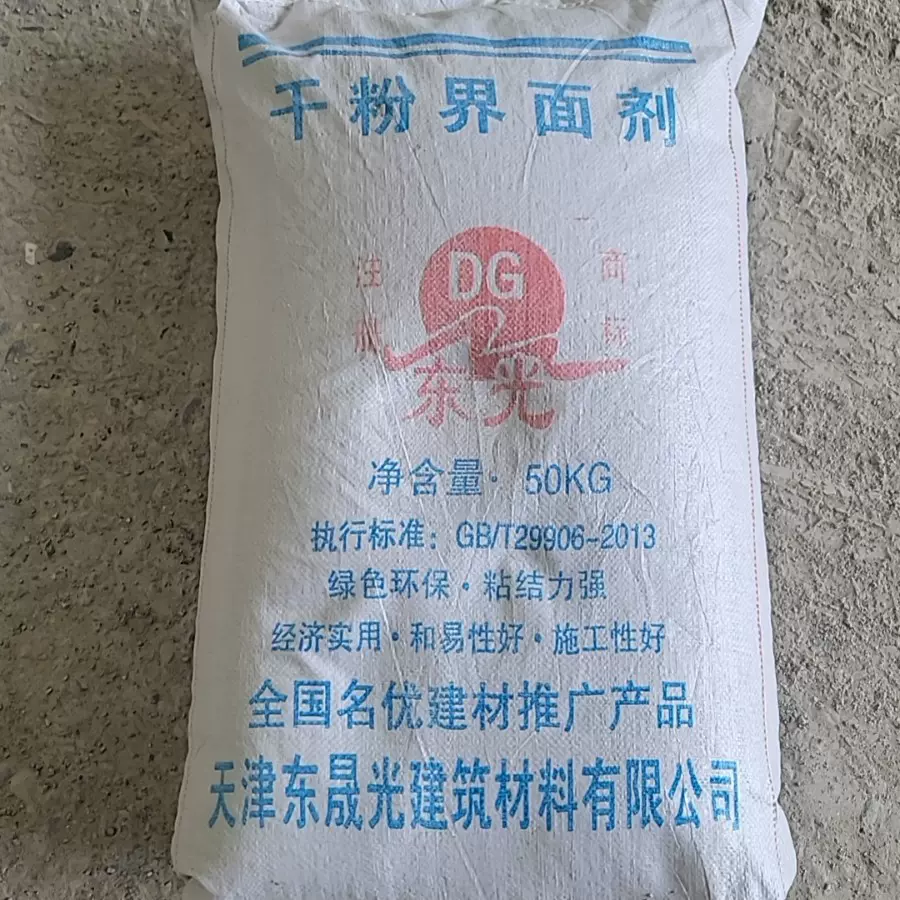 干粉界面剂
DG
注 商
册 标
东光
净含量: 50KG
执行标准: GB/T29906-2013
绿色环保·粘结力强
经济实用·和易性好·施工性好
全国名优建材推广产品
天津东晟光建筑材料有限公司